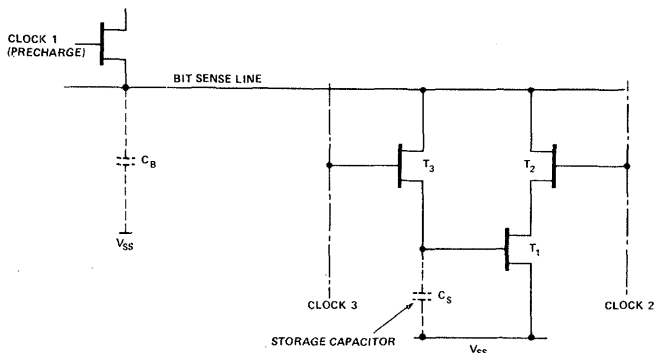 CLOCK 1
(PRECHARGE)
BIT SENSE LINE
C_B
V_SS
T_3
T_2
T_1
C_S
CLOCK 3
CLOCK 2
STORAGE CAPACITOR
V_SS